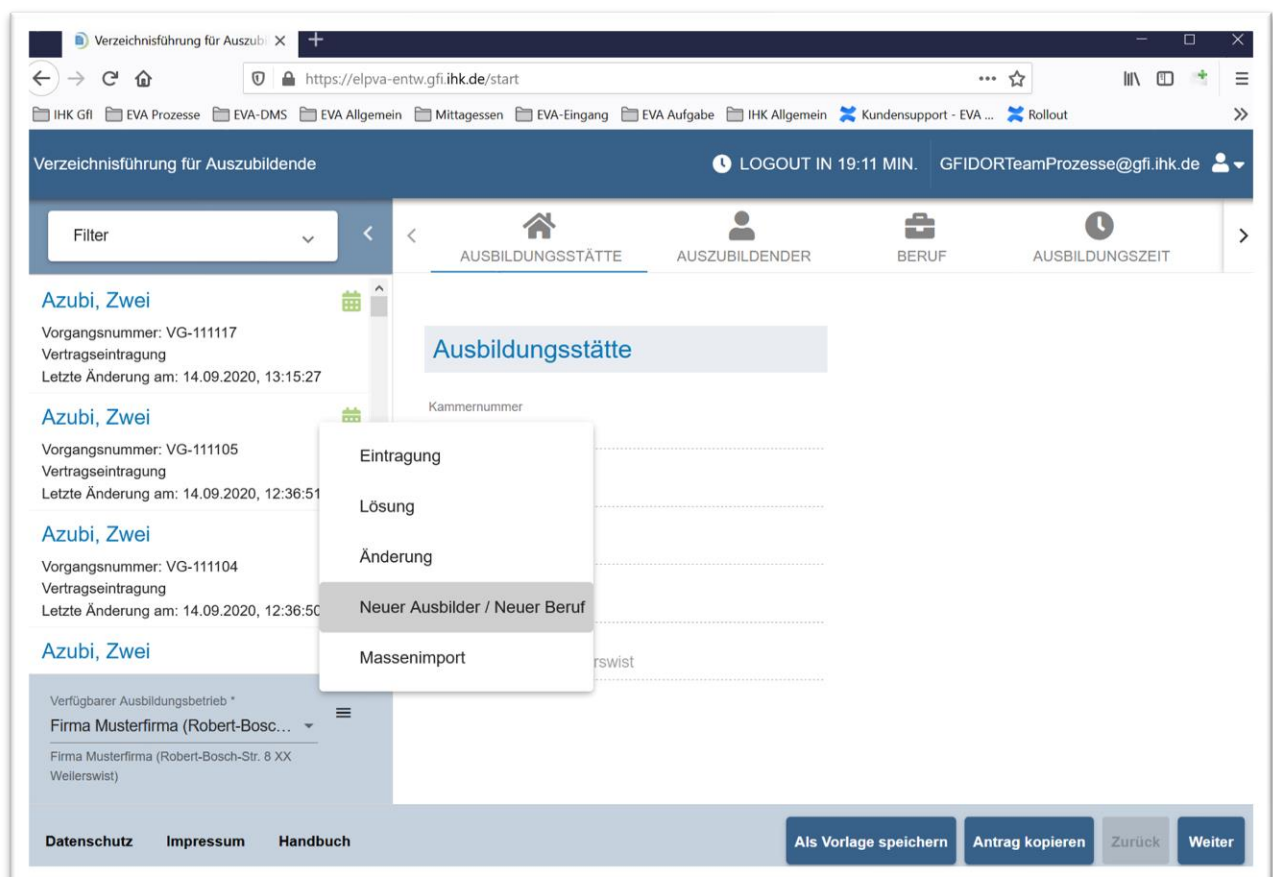 Verzeichnisführung für Auszubi
https://elpva-entw.gfi.ihk.de/start
IHK GfI EVA Prozesse EVA-DMS EVA Allgemein Mittagessen EVA-Eingang EVA Aufgabe IHK Allgemein Kundensupport - EVA ... Rollout
Verzeichnisführung für Auszubildende
LOGOUT IN 19:11 MIN. GFIDORTeamProzesse@gfi.ihk.de
Filter
AUSBILDUNGSSTÄTTE AUSZUBILDENDER BERUF AUSBILDUNGSZEIT
Azubi, Zwei
Vorgangsnummer: VG-111117
Vertragseintragung
Letzte Änderung am: 14.09.2020, 13:15:27
Azubi, Zwei
Vorgangsnummer: VG-111105
Vertragseintragung
Letzte Änderung am: 14.09.2020, 12:36:51
Azubi, Zwei
Vorgangsnummer: VG-111104
Vertragseintragung
Letzte Änderung am: 14.09.2020, 12:36:50
Azubi, Zwei
Verfügbarer Ausbildungsbetrieb *
Firma Musterfirma (Robert-Bosc...
Firma Musterfirma (Robert-Bosch-Str. 8 XX
Weilerswist)
Ausbildungsstätte
Kammernummer
Eintragung
Lösung
Änderung
Neuer Ausbilder / Neuer Beruf
Massenimport
rswist
Datenschutz Impressum Handbuch
Als Vorlage speichern Antrag kopieren Zurück Weiter